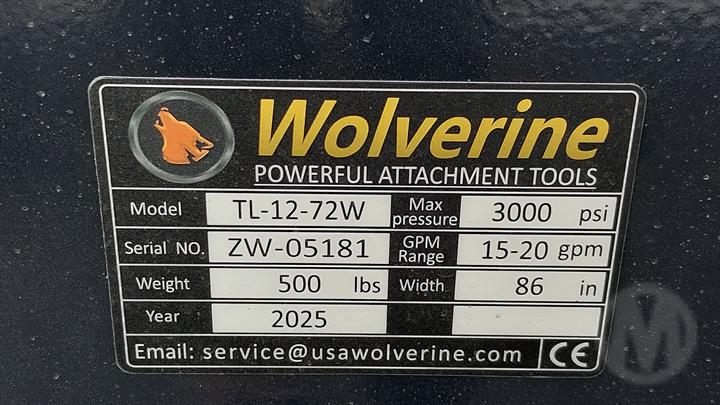 Wolverine
POWERFUL ATTACHMENT TOOLS
Model TL-12-72W Max pressure 3000 psi
Serial NO. ZW-05181 GPM Range 15-20 gpm
Weight 500 lbs Width 86 in
Year 2025
Email: service@usawolverine.com CE
M